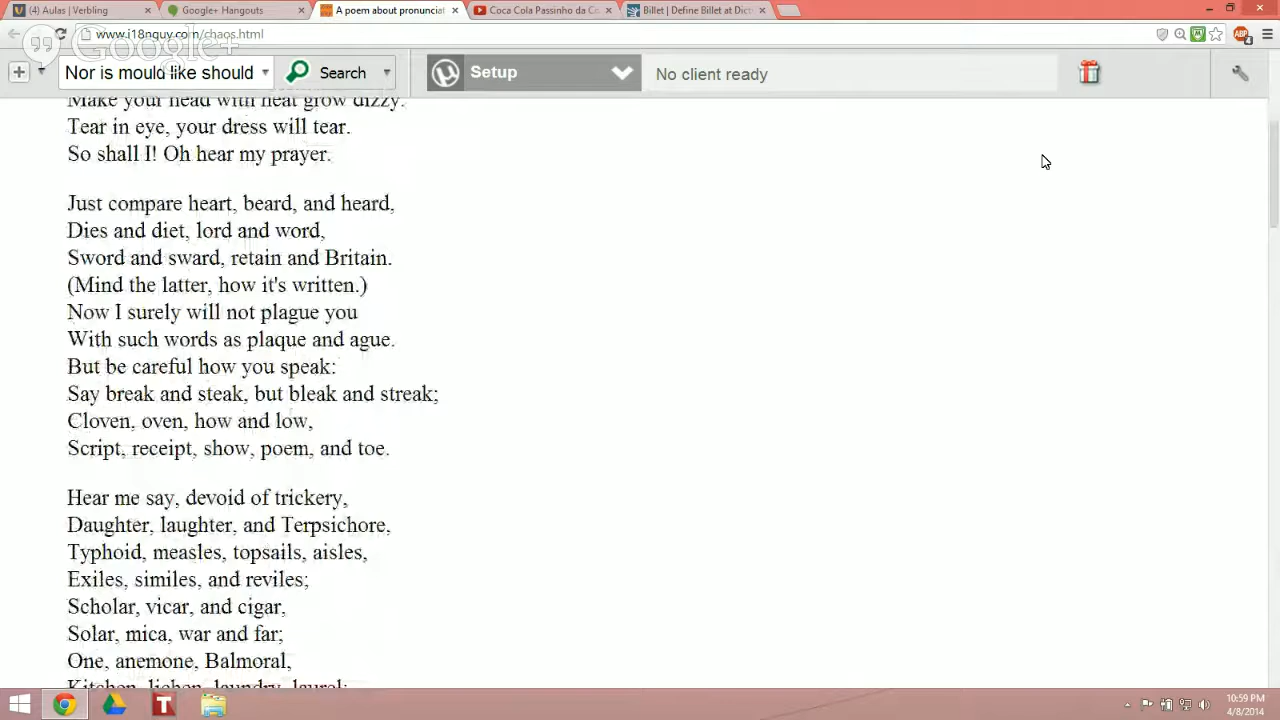 (4) Aulas | Verbling
Google+ Hangouts
A poem about pronunciat
Coca Cola Passinho da C
Billet | Define Billet at Dict
www.i18nguy.com/chaos.html
Google+
Nor is mould like should
Search
Setup
No client ready
Make your head with heat grow dizzy.
Tear in eye, your dress will tear.
So shall I! Oh hear my prayer.
Just compare heart, beard, and heard,
Dies and diet, lord and word,
Sword and sward, retain and Britain.
(Mind the latter, how it's written.)
Now I surely will not plague you
With such words as plaque and ague.
But be careful how you speak:
Say break and steak, but bleak and streak;
Cloven, oven, how and low,
Script, receipt, show, poem, and toe.
Hear me say, devoid of trickery,
Daughter, laughter, and Terpsichore,
Typhoid, measles, topsails, aisles,
Exiles, similes, and reviles;
Scholar, vicar, and cigar,
Solar, mica, war and far;
One, anemone, Balmoral,
Kitchen, lichen, laundry, laurel;
10:59 PM
4/8/2014